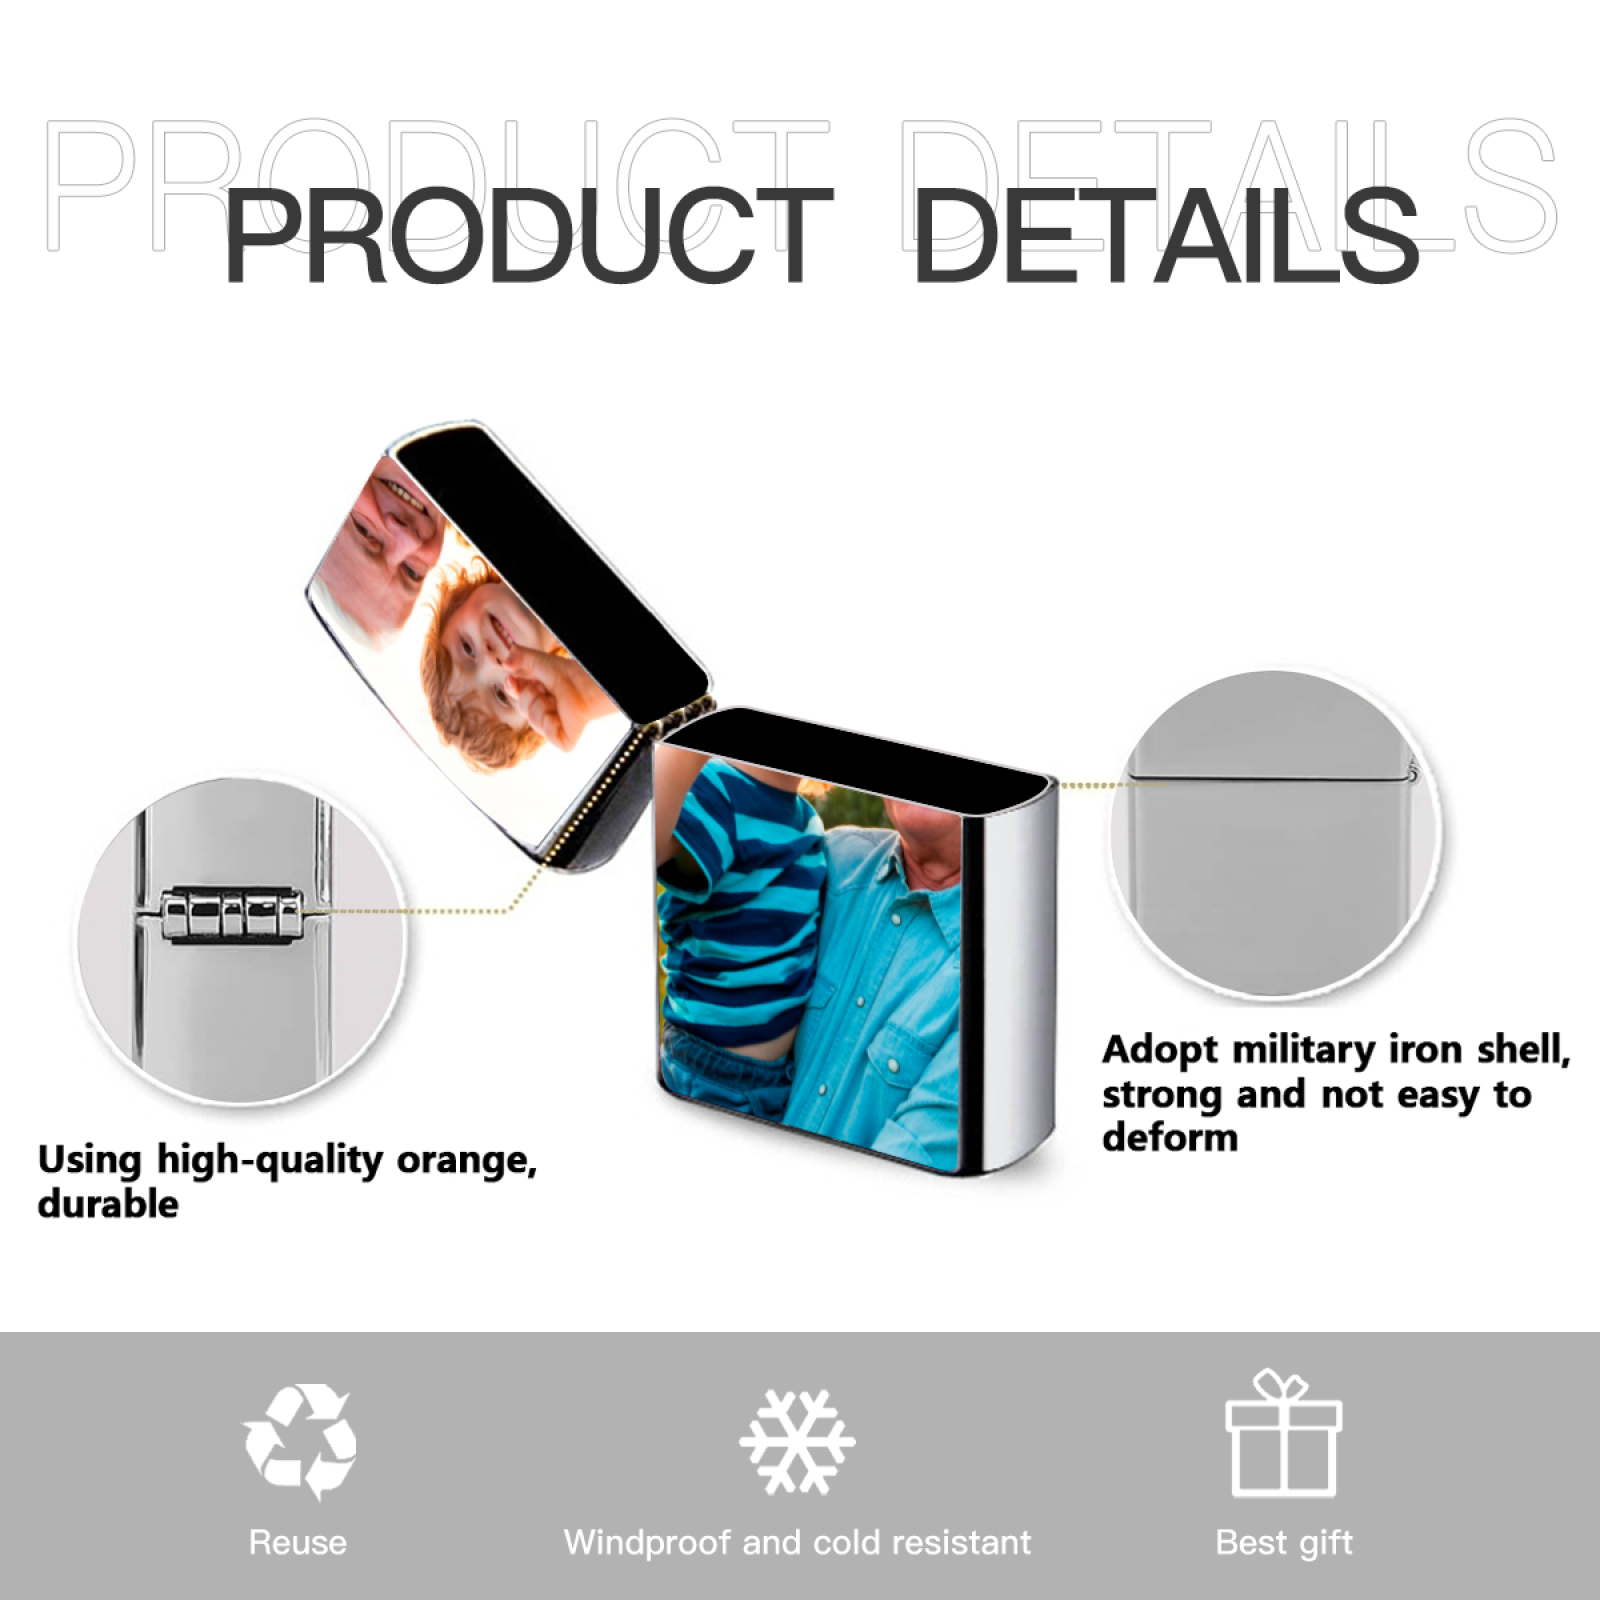 PRODUCT DETAILS
PRODUCT DETAILS
Adopt military iron shell,
strong and not easy to
deform
Using high-quality orange,
durable
Reuse
Windproof and cold resistant
Best gift